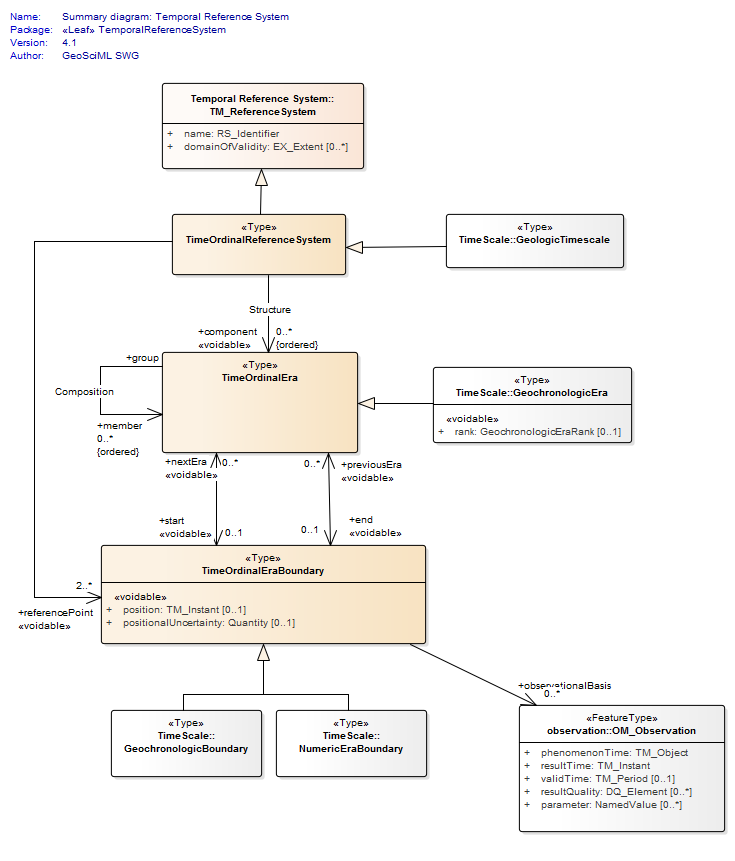 Name: Summary diagram: Temporal Reference System
Package: «Leaf» TemporalReferenceSystem
Version: 4.1
Author: GeoSciML SWG
Temporal Reference System::
TM_ReferenceSystem
+ name: RS_Identifier
+ domainOfValidity: EX_Extent [0..*]
«Type»
TimeOrdinalReferenceSystem
«Type»
TimeScale::GeologicTimescale
Structure
+component
«voidable»
0..*
{ordered}
+group
Composition
+member
0..*
{ordered}
«Type»
TimeOrdinalEra
«Type»
TimeScale::GeochronologicEra
«voidable»
+ rank: GeochronologicEraRank [0..1]
+nextEra
«voidable»
0..*
0..*
+previousEra
«voidable»
+start
«voidable»
0..1
0..1
+end
«voidable»
«Type»
TimeOrdinalEraBoundary
«voidable»
+ position: TM_Instant [0..1]
+ positionalUncertainty: Quantity [0..1]
2..*
+referencePoint
«voidable»
+observationalBasis
0..*
«Type»
TimeScale::
GeochronologicBoundary
«Type»
TimeScale::
NumericEraBoundary
«FeatureType»
observation::OM_Observation
+ phenomenonTime: TM_Object
+ resultTime: TM_Instant
+ validTime: TM_Period [0..1]
+ resultQuality: DQ_Element [0..*]
+ parameter: NamedValue [0..*]